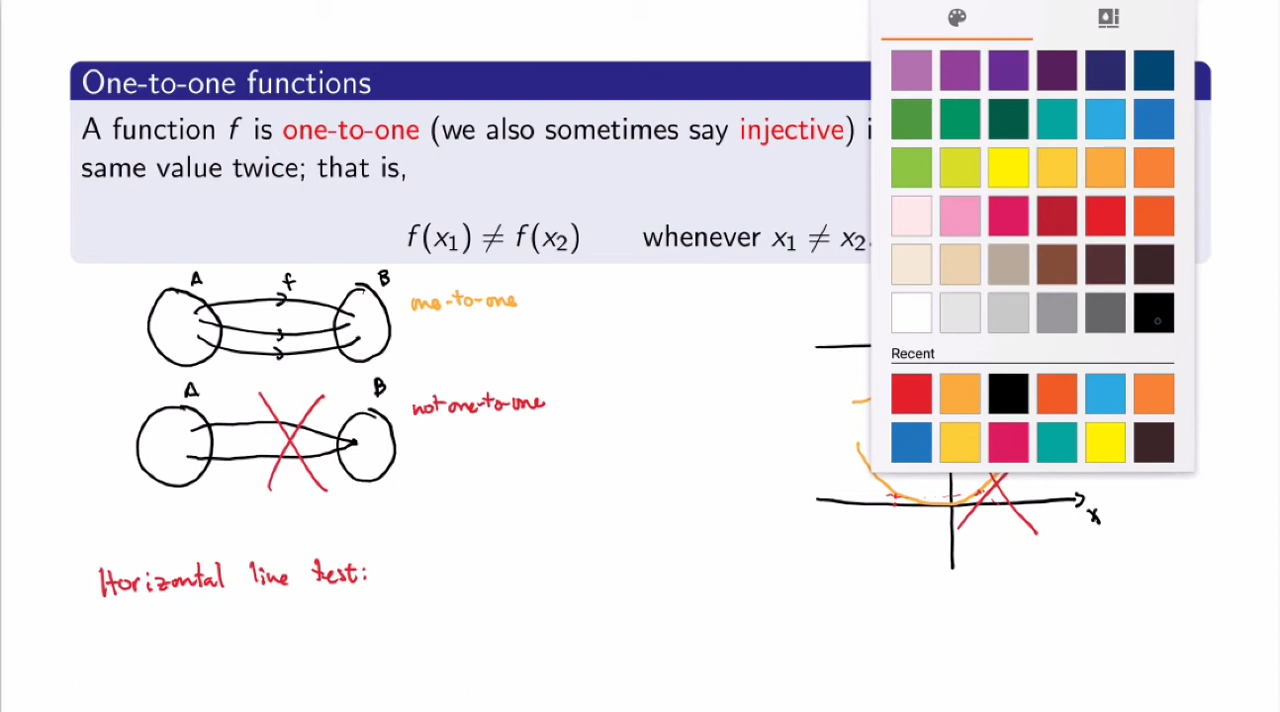 One-to-one functions
A function f is one-to-one (we also sometimes say injective) i
same value twice; that is,
f(x₁) ≠ f(x₂) whenever x₁ ≠ x₂.
A f B
one-to-one
A B
not one-to-one
Horizontal line test:
Recent
x